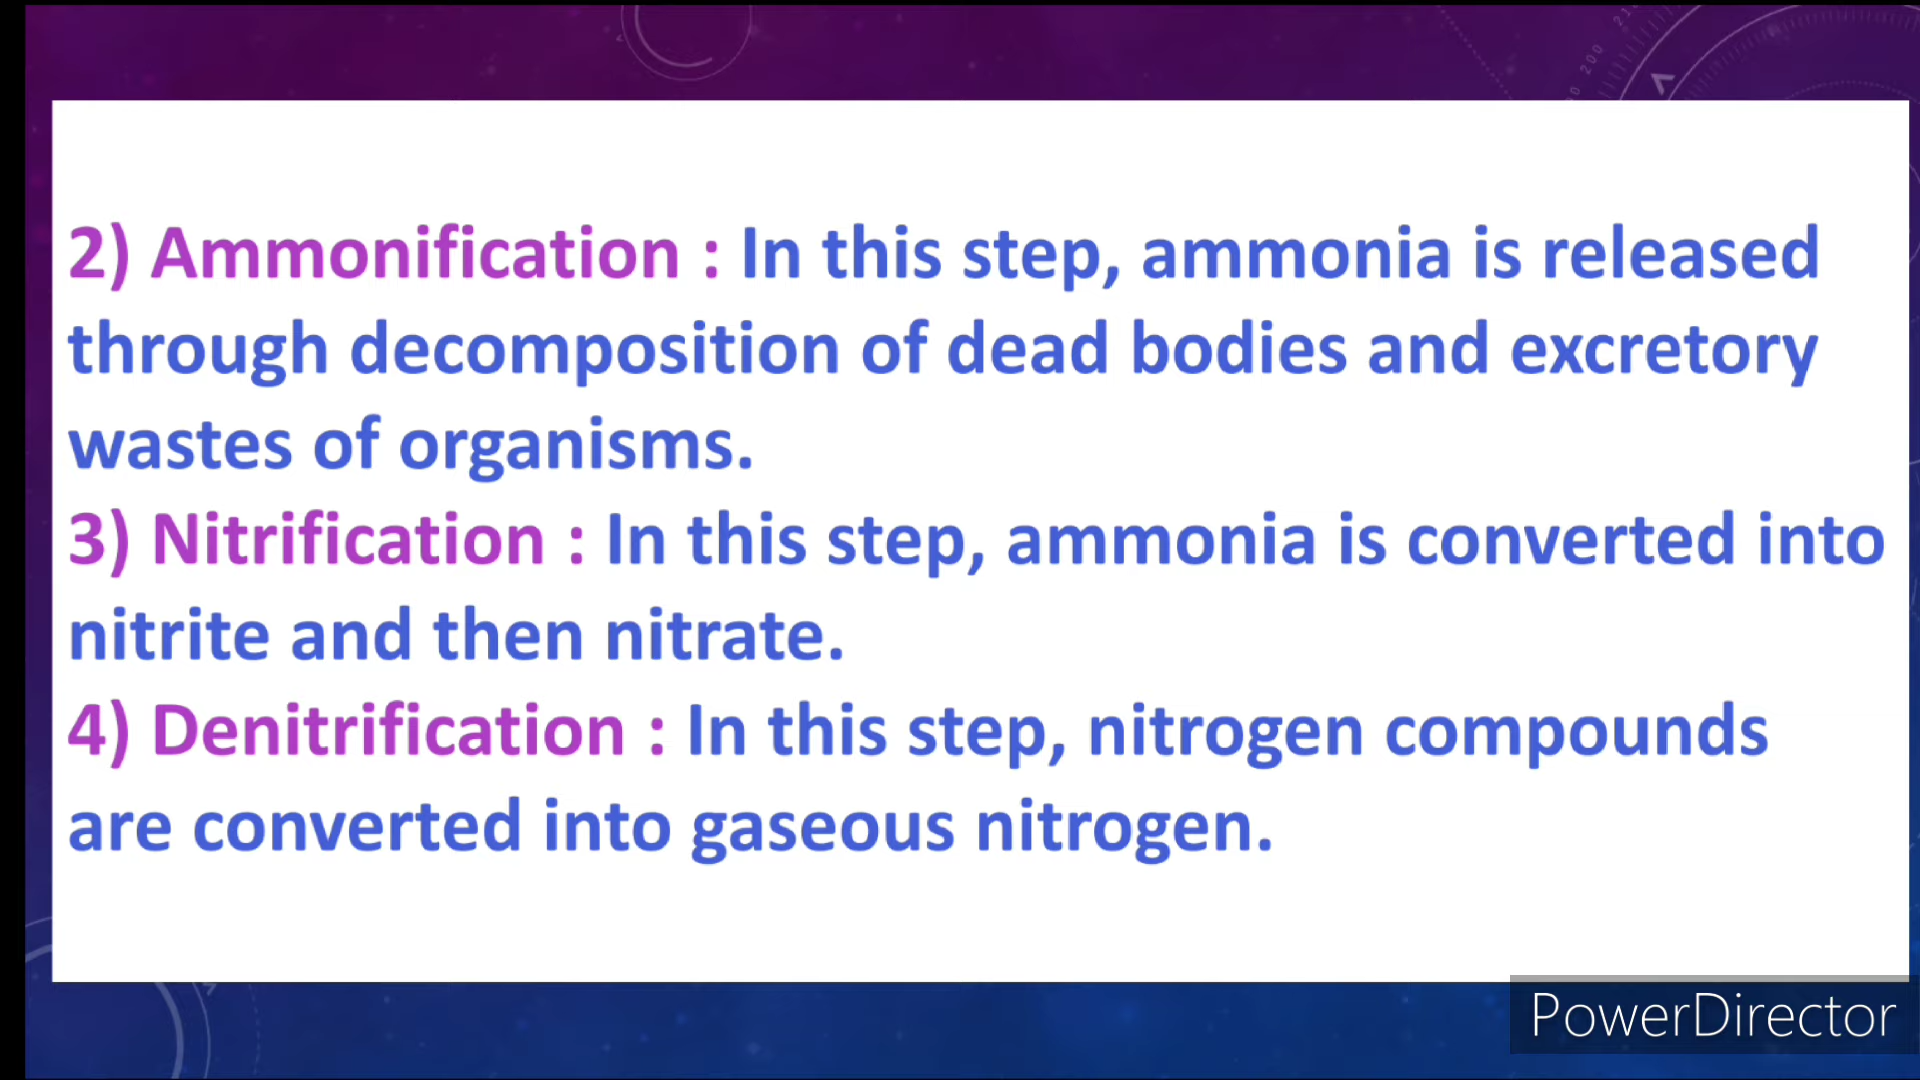 2) Ammonification : In this step, ammonia is released
through decomposition of dead bodies and excretory
wastes of organisms.
3) Nitrification : In this step, ammonia is converted into
nitrite and then nitrate.
4) Denitrification : In this step, nitrogen compounds
are converted into gaseous nitrogen.
PowerDirector